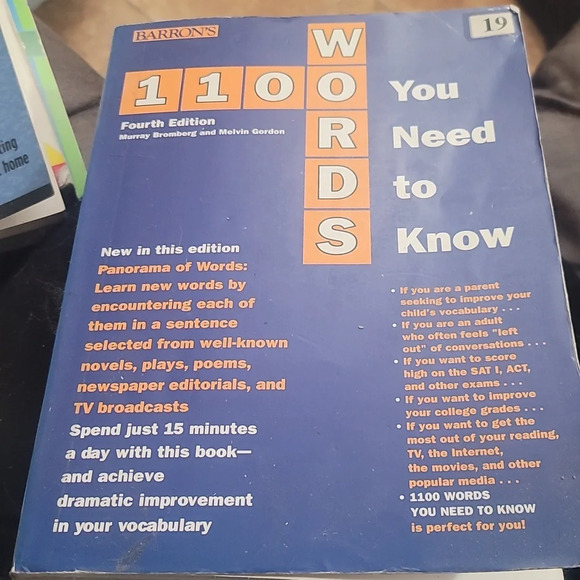 BARRON'S
19
1100
WORDS
You
Need
to
Know
Fourth Edition
Murray Bromberg and Melvin Gordon
New in this edition
Panorama of Words:
Learn new words by
encountering each of
them in a sentence
selected from well-known
novels, plays, poems,
newspaper editorials, and
TV broadcasts
Spend just 15 minutes
a day with this book—
and achieve
dramatic improvement
in your vocabulary
• If you are a parent
seeking to improve your
child's vocabulary . . .
• If you are an adult
who often feels "left
out" of conversations . . .
• If you want to score
high on the SAT I, ACT,
and other exams . . .
• If you want to improve
your college grades . . .
• If you want to get the
most out of your reading,
TV, the Internet,
the movies, and other
popular media . . .
• 1100 WORDS
YOU NEED TO KNOW
is perfect for you!
home